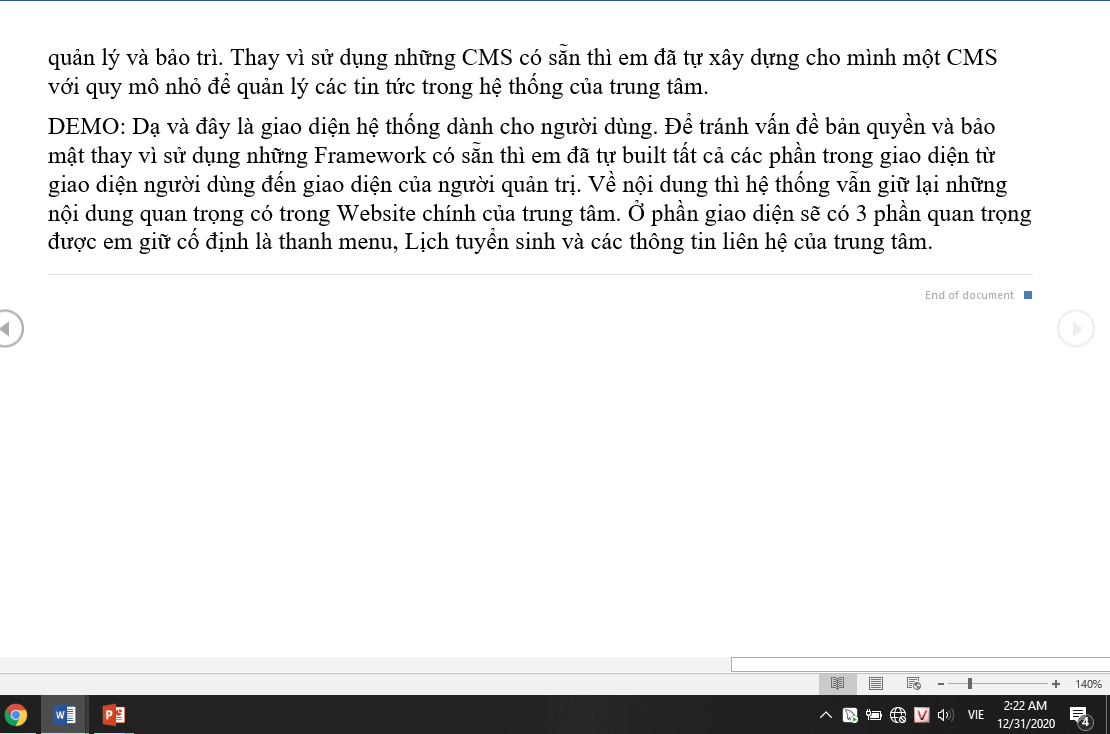 quản lý và bảo trì. Thay vì sử dụng những CMS có sẵn thì em đã tự xây dựng cho mình một CMS
với quy mô nhỏ để quản lý các tin tức trong hệ thống của trung tâm.
DEMO: Dạ và đây là giao diện hệ thống dành cho người dùng. Để tránh vấn đề bản quyền và bảo
mật thay vì sử dụng những Framework có sẵn thì em đã tự built tất cả các phần trong giao diện từ
giao diện người dùng đến giao diện của người quản trị. Về nội dung thì hệ thống vẫn giữ lại những
nội dung quan trọng có trong Website chính của trung tâm. Ở phần giao diện sẽ có 3 phần quan trọng
được em giữ cố định là thanh menu, Lịch tuyển sinh và các thông tin liên hệ của trung tâm.
End of document
140%
VIE
2:22 AM
12/31/2020
4